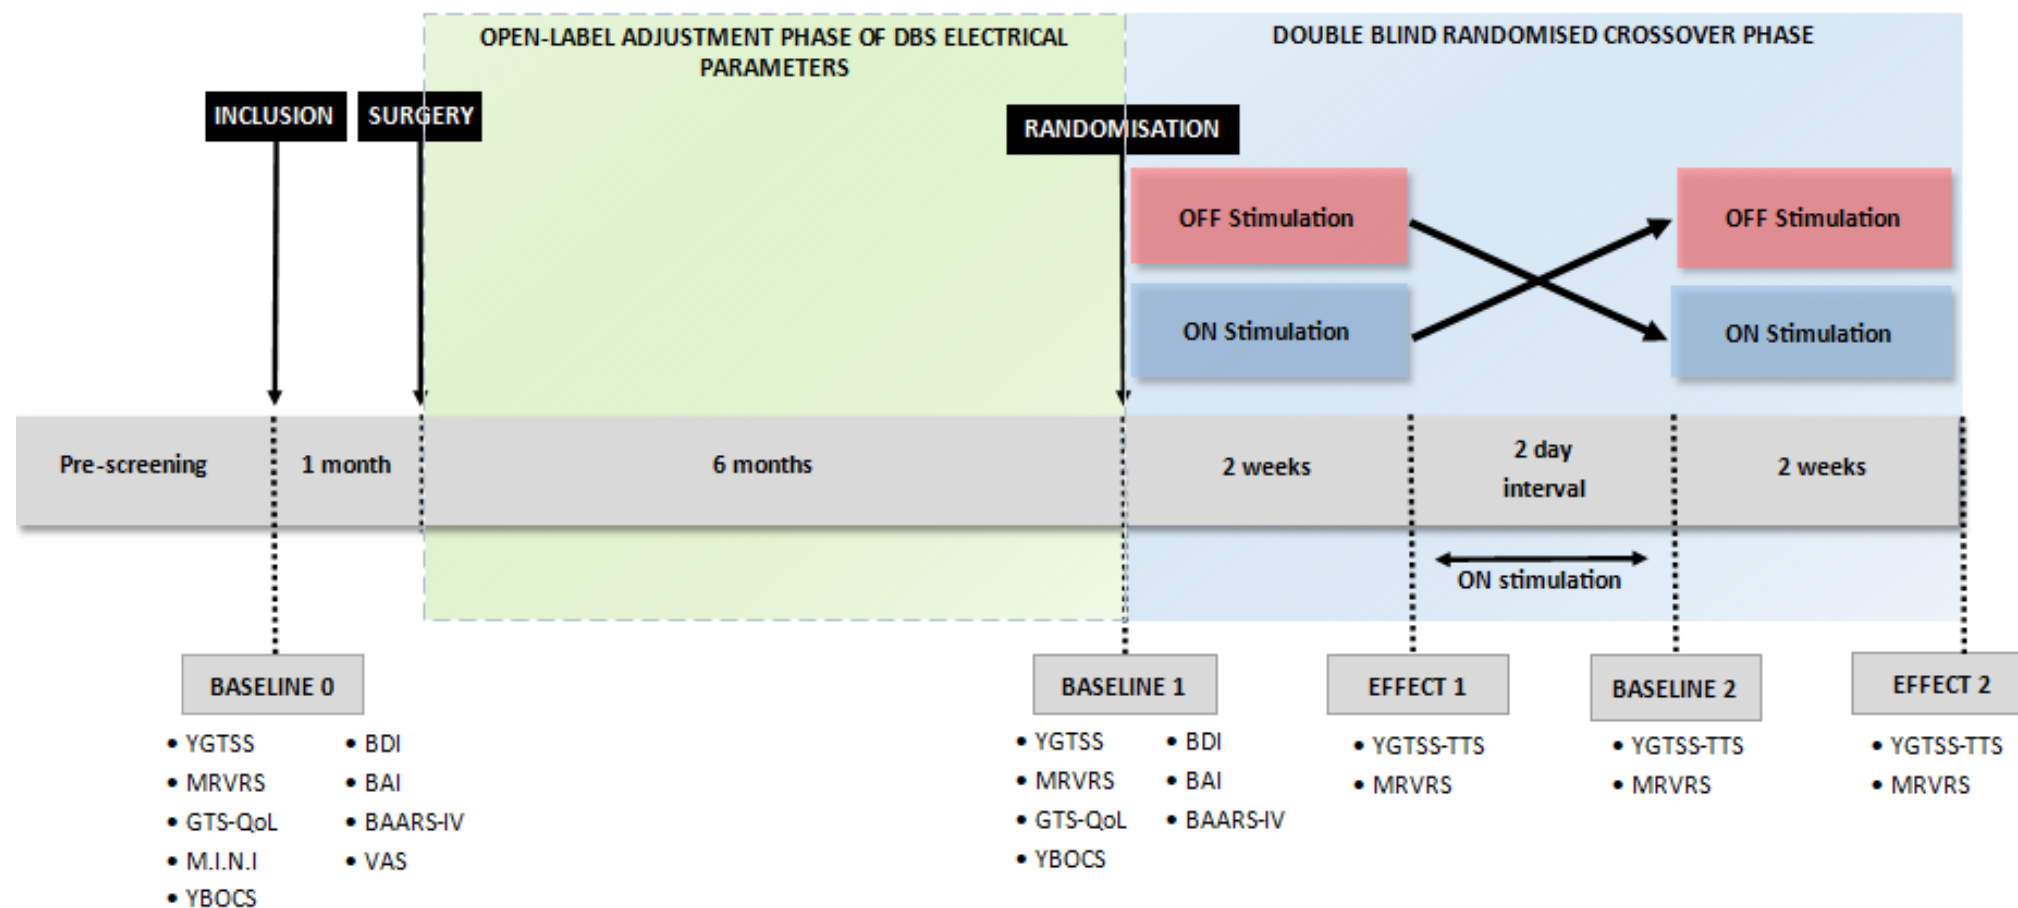 OPEN-LABEL ADJUSTMENT PHASE OF DBS ELECTRICAL
PARAMETERS
DOUBLE BLIND RANDOMISED CROSSOVER PHASE
INCLUSION
SURGERY
RANDOMISATION
OFF Stimulation
OFF Stimulation
ON Stimulation
ON Stimulation
Pre-screening
1 month
6 months
2 weeks
2 day
interval
2 weeks
ON stimulation
BASELINE 0
• YGTSS
• MRVRS
• GTS-QoL
• M.I.N.I
• YBOCS
• BDI
• BAI
• BAARS-IV
• VAS
BASELINE 1
• YGTSS
• MRVRS
• GTS-QoL
• YBOCS
• BDI
• BAI
• BAARS-IV
EFFECT 1
• YGTSS-TTS
• MRVRS
BASELINE 2
• YGTSS-TTS
• MRVRS
EFFECT 2
• YGTSS-TTS
• MRVRS